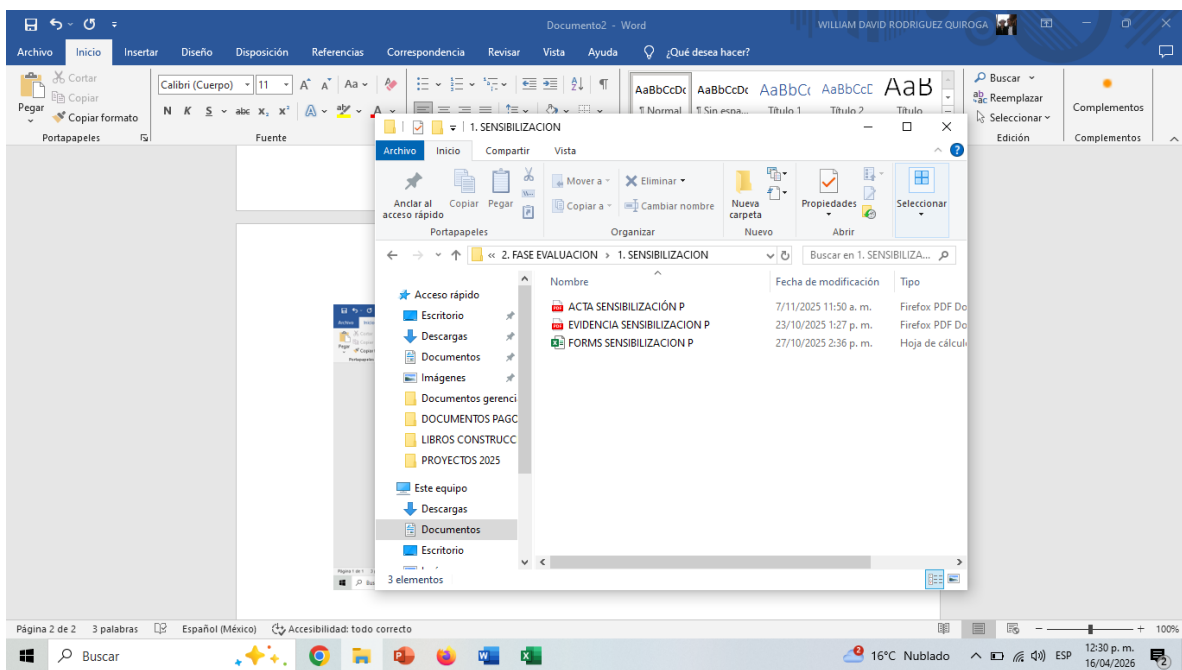 Documento2 - Word
WILLIAM DAVID RODRIGUEZ QUIROGA
Archivo Inicio Insertar Diseño Disposición Referencias Correspondencia Revisar Vista Ayuda ¿Qué desea hacer?
Pegar
Cortar
Copiar
Copiar formato
Portapapeles
Calibri (Cuerpo) 11 A A Aa
N K S abc x, x² A aby A
Fuente
AaBbCcDc AaBbCcDc AaBbCc AaBbCcE AaB
¶ Normal ¶ Sin espa... Título 1 Título 2 Título
Buscar
Reemplazar
Seleccionar
Edición
Complementos
Complementos
1. SENSIBILIZACION
Archivo Inicio Compartir Vista
Anclar al acceso rápido
Copiar
Pegar
Portapapeles
Mover a
Copiar a
Eliminar
Cambiar nombre
Organizar
Nueva carpeta
Nuevo
Propiedades
Abrir
Seleccionar
« 2. FASE EVALUACION > 1. SENSIBILIZACION
Buscar en 1. SENSIBILIZA...
Acceso rápido
Escritorio
Descargas
Documentos
Imágenes
Documentos gerenci
DOCUMENTOS PAGC
LIBROS CONSTRUCC
PROYECTOS 2025
Este equipo
Descargas
Documentos
Escritorio
Nombre Fecha de modificación Tipo
ACTA SENSIBILIZACIÓN P 7/11/2025 11:50 a. m. Firefox PDF Do
EVIDENCIA SENSIBILIZACION P 23/10/2025 1:27 p. m. Firefox PDF Do
FORMS SENSIBILIZACION P 27/10/2025 2:36 p. m. Hoja de cálcul
3 elementos
Página 2 de 2 3 palabras Español (México) Accesibilidad: todo correcto 100%
Buscar
16°C Nublado
ESP
12:30 p. m.
16/04/2026
2